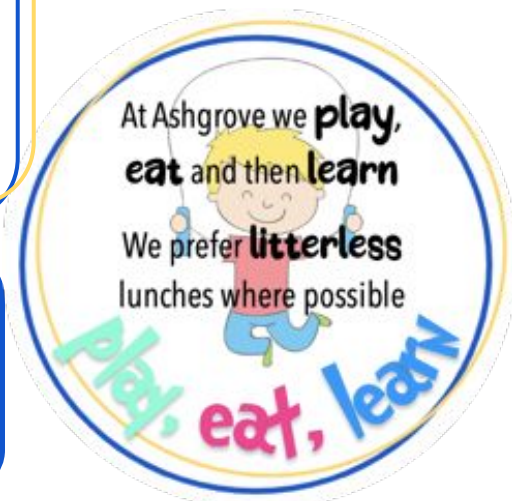 At Ashgrove we play,
eat and then learn
We prefer litterless
lunches where possible
play, eat, learn